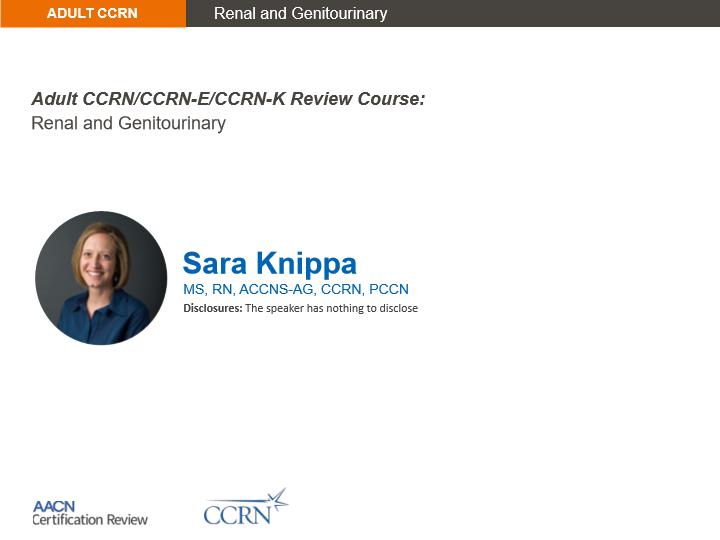 ADULT CCRN
Renal and Genitourinary
Adult CCRN/CCRN-E/CCRN-K Review Course:
Renal and Genitourinary
Sara Knippa
MS, RN, ACCNS-AG, CCRN, PCCN
Disclosures: The speaker has nothing to disclose
AACN
Certification Review
CCRN